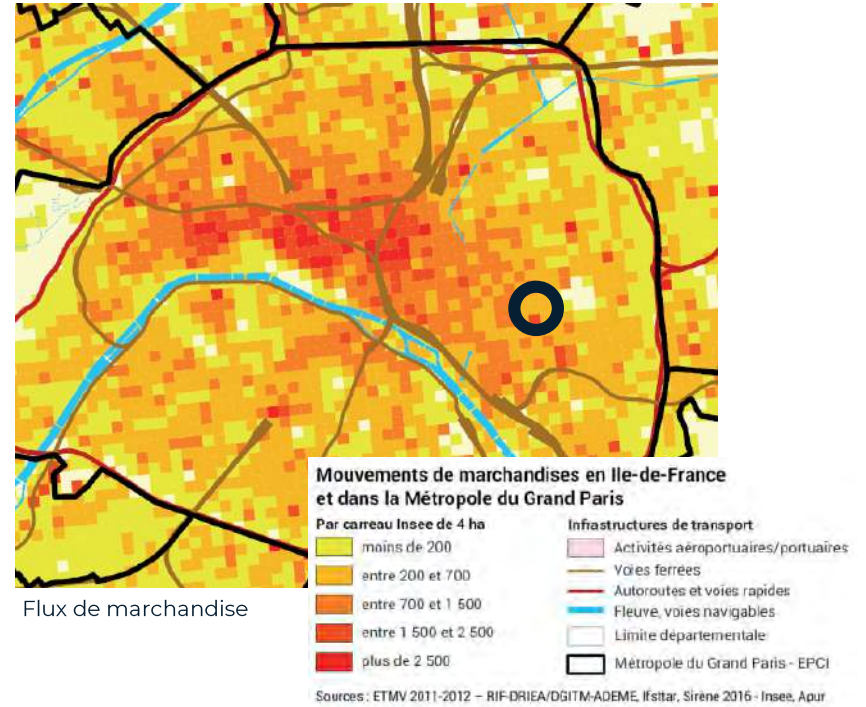 Flux de marchandise
Mouvements de marchandises en Ile-de-France
et dans la Métropole du Grand Paris
Par carreau Insee de 4 ha
moins de 200
entre 200 et 700
entre 700 et 1 500
entre 1 500 et 2 500
plus de 2 500
Infrastructures de transport
Activités aéroportuaires/portuaires
Voies ferrées
Autoroutes et voies rapides
Fleuve, voies navigables
Limite départementale
Métropole du Grand Paris - EPCI
Sources : ETMV 2011-2012 – RIF-DRIEA/DGITM-ADEME, Ifsttar, Sirène 2016 - Insee, Apur